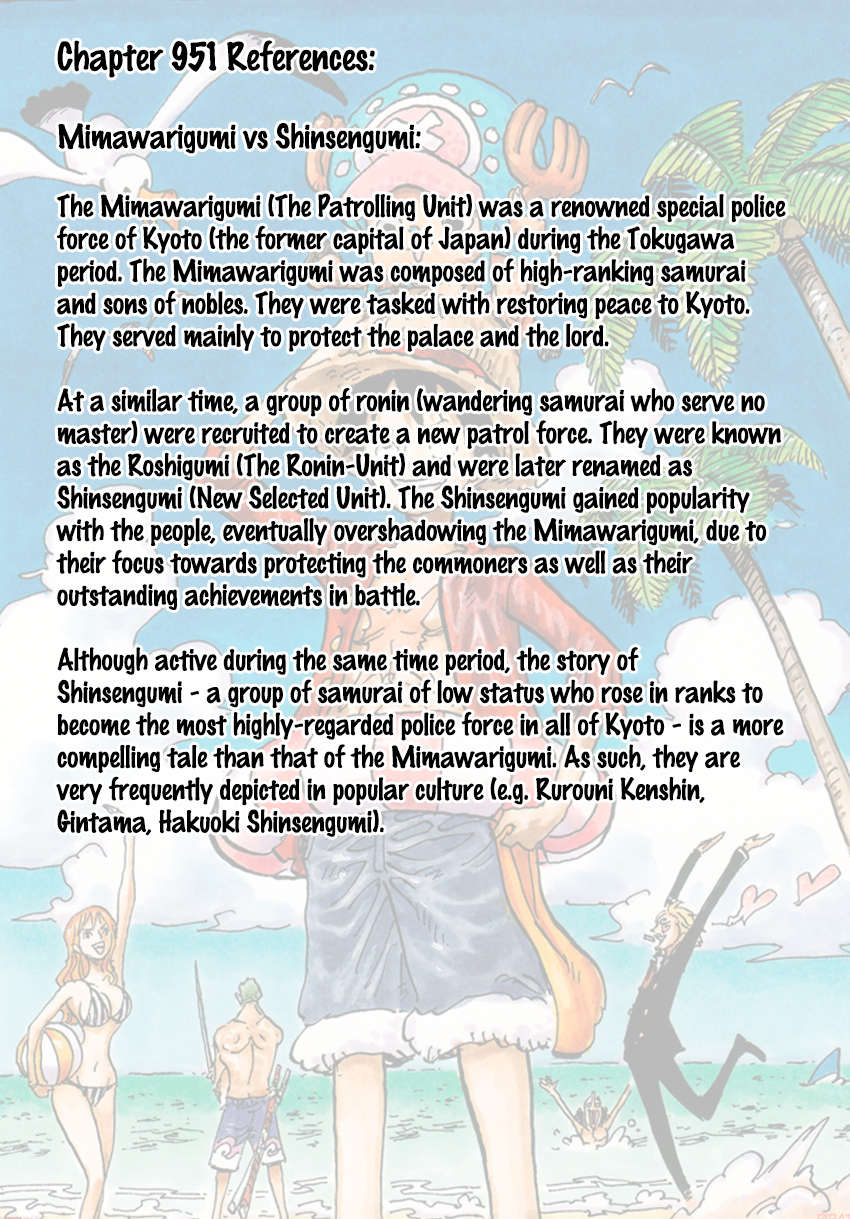 Chapter 951 References:
Mimawarigumi vs Shinsengumi:
The Mimawarigumi (The Patrolling Unit) was a renowned special police
force of Kyoto (the former capital of Japan) during the Tokugawa
period. The Mimawarigumi was composed of high-ranking samurai
and sons of nobles. They were tasked with restoring peace to Kyoto.
They served mainly to protect the palace and the lord.
At a similar time, a group of ronin (wandering samurai who serve no
master) were recruited to create a new patrol force. They were known
as the Roshigumi (The Ronin-Unit) and were later renamed as
Shinsengumi (New Selected Unit). The Shinsengumi gained popularity
with the people, eventually overshadowing the Mimawarigumi, due to
their focus towards protecting the commoners as well as their
outstanding achievements in battle.
Although active during the same time period, the story of
Shinsengumi - a group of samurai of low status who rose in ranks to
become the most highly-regarded police force in all of Kyoto - is a more
compelling tale than that of the Mimawarigumi. As such, they are
very frequently depicted in popular culture (e.g. Rurouni Kenshin,
Gintama, Hakuoki Shinsengumi).